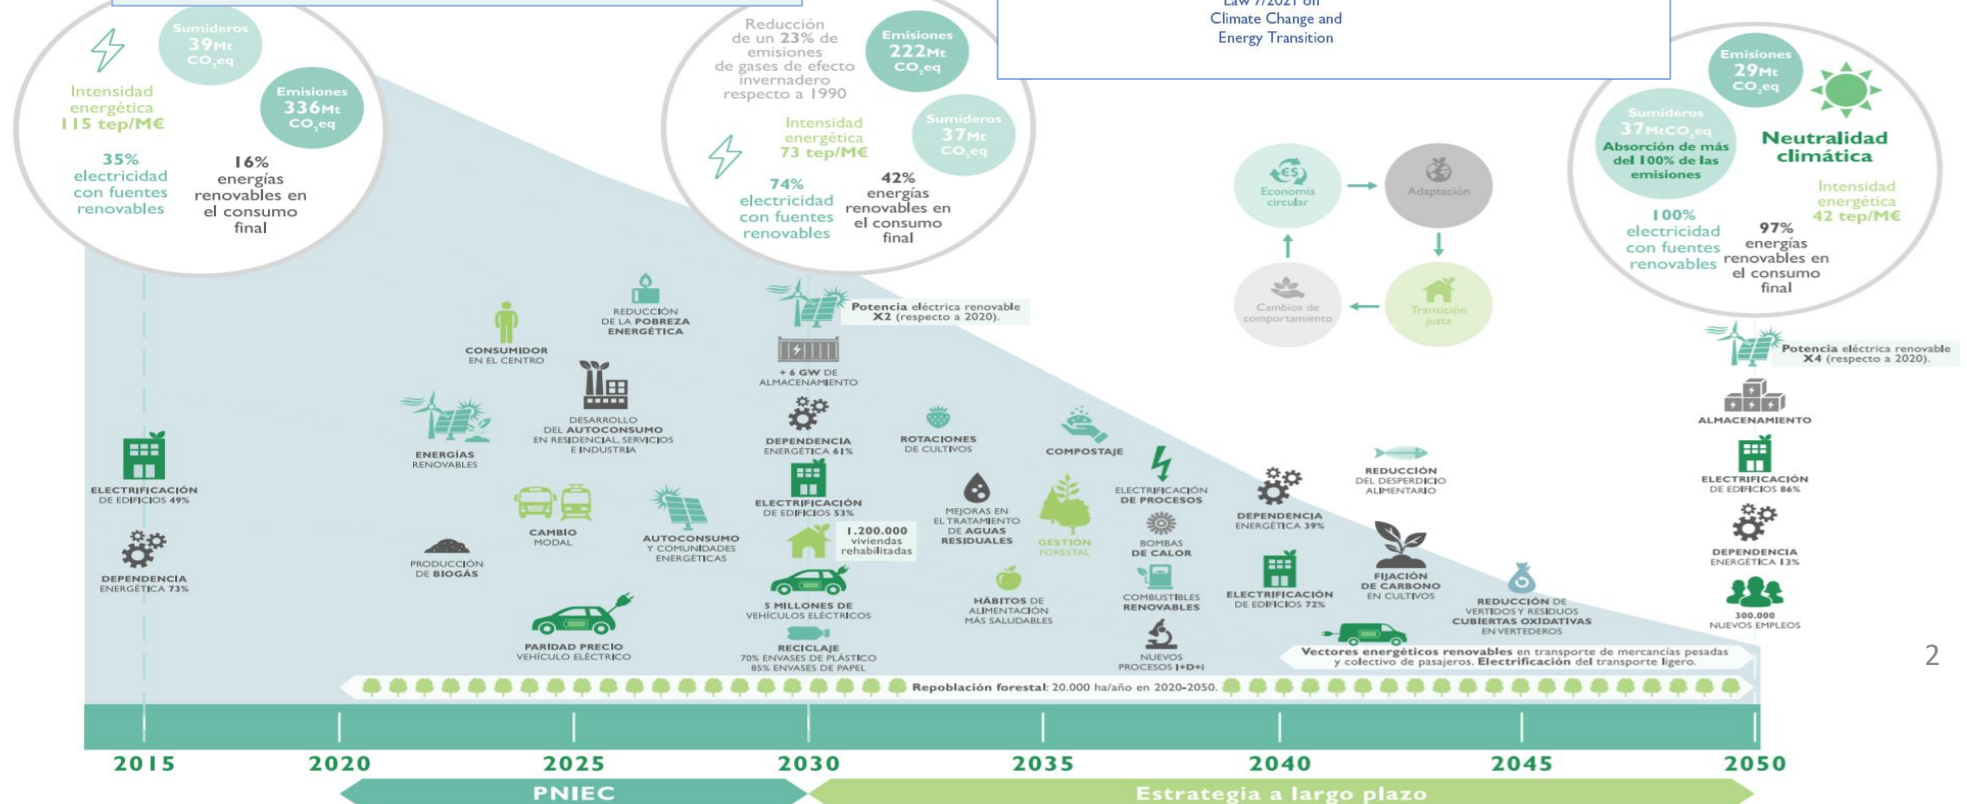 Law 7/2021 on
Climate Change and
Energy Transition
Sumideros
39Mt
CO₂eq
Emisiones
336Mt
CO₂eq
Intensidad
energética
115 tep/M€
35%
electricidad
con fuentes
renovables
16%
energías
renovables en
el consumo
final
Reducción
de un 23% de
emisiones
de gases de efecto
invernadero
respecto a 1990
Emisiones
222Mt
CO₂eq
Sumideros
37Mt
CO₂eq
Intensidad
energética
73 tep/M€
74%
electricidad
con fuentes
renovables
42%
energías
renovables en
el consumo
final
Emisiones
29Mt
CO₂eq
Sumideros
37MtCO₂eq
Absorción de más
del 100% de las
emisiones
Neutralidad
climática
Intensidad
energética
42 tep/M€
100%
electricidad
con fuentes
renovables
97%
energías
renovables en
el consumo
final
€$
Economía
circular
Adaptación
Cambios de
comportamiento
Transición
justa
ELECTRIFICACIÓN
DE EDIFICIOS 49%
DEPENDENCIA
ENERGÉTICA 73%
CONSUMIDOR
EN EL CENTRO
REDUCCIÓN
DE LA POBREZA
ENERGÉTICA
ENERGÍAS
RENOVABLES
DESARROLLO
DEL AUTOCONSUMO
EN RESIDENCIAL, SERVICIOS
E INDUSTRIA
PRODUCCIÓN
DE BIOGÁS
CAMBIO
MODAL
AUTOCONSUMO
Y COMUNIDADES
ENERGÉTICAS
PARIDAD PRECIO
VEHÍCULO ELÉCTRICO
Potencia eléctrica renovable
X2 (respecto a 2020).
+ 6 GW DE
ALMACENAMIENTO
DEPENDENCIA
ENERGÉTICA 61%
ELECTRIFICACIÓN
DE EDIFICIOS 53%
1.200.000
viviendas
rehabilitadas
5 MILLONES DE
VEHÍCULOS ELÉCTRICOS
RECICLAJE
70% ENVASES DE PLÁSTICO
85% ENVASES DE PAPEL
ROTACIONES
DE CULTIVOS
COMPOSTAJE
MEJORAS EN
EL TRATAMIENTO
DE AGUAS
RESIDUALES
GESTIÓN
FORESTAL
HÁBITOS DE
ALIMENTACIÓN
MÁS SALUDABLES
ELECTRIFICACIÓN
DE PROCESOS
BOMBAS
DE CALOR
COMBUSTIBLES
RENOVABLES
NUEVOS
PROCESOS I+D+i
DEPENDENCIA
ENERGÉTICA 39%
ELECTRIFICACIÓN
DE EDIFICIOS 72%
REDUCCIÓN
DEL DESPERDICIO
ALIMENTARIO
FIJACIÓN
DE CARBONO
EN CULTIVOS
REDUCCIÓN DE
VERTIDOS Y RESIDUOS
CUBIERTAS OXIDATIVAS
EN VERTEDEROS
Potencia eléctrica renovable
X4 (respecto a 2020).
ALMACENAMIENTO
ELECTRIFICACIÓN
DE EDIFICIOS 86%
DEPENDENCIA
ENERGÉTICA 13%
300.000
NUEVOS EMPLEOS
Vectores energéticos renovables en transporte de mercancías pesadas
y colectivo de pasajeros. Electrificación del transporte ligero.
Repoblación forestal: 20.000 ha/año en 2020-2050.
2
2015 2020 2025 2030 2035 2040 2045 2050
PNIEC Estrategia a largo plazo